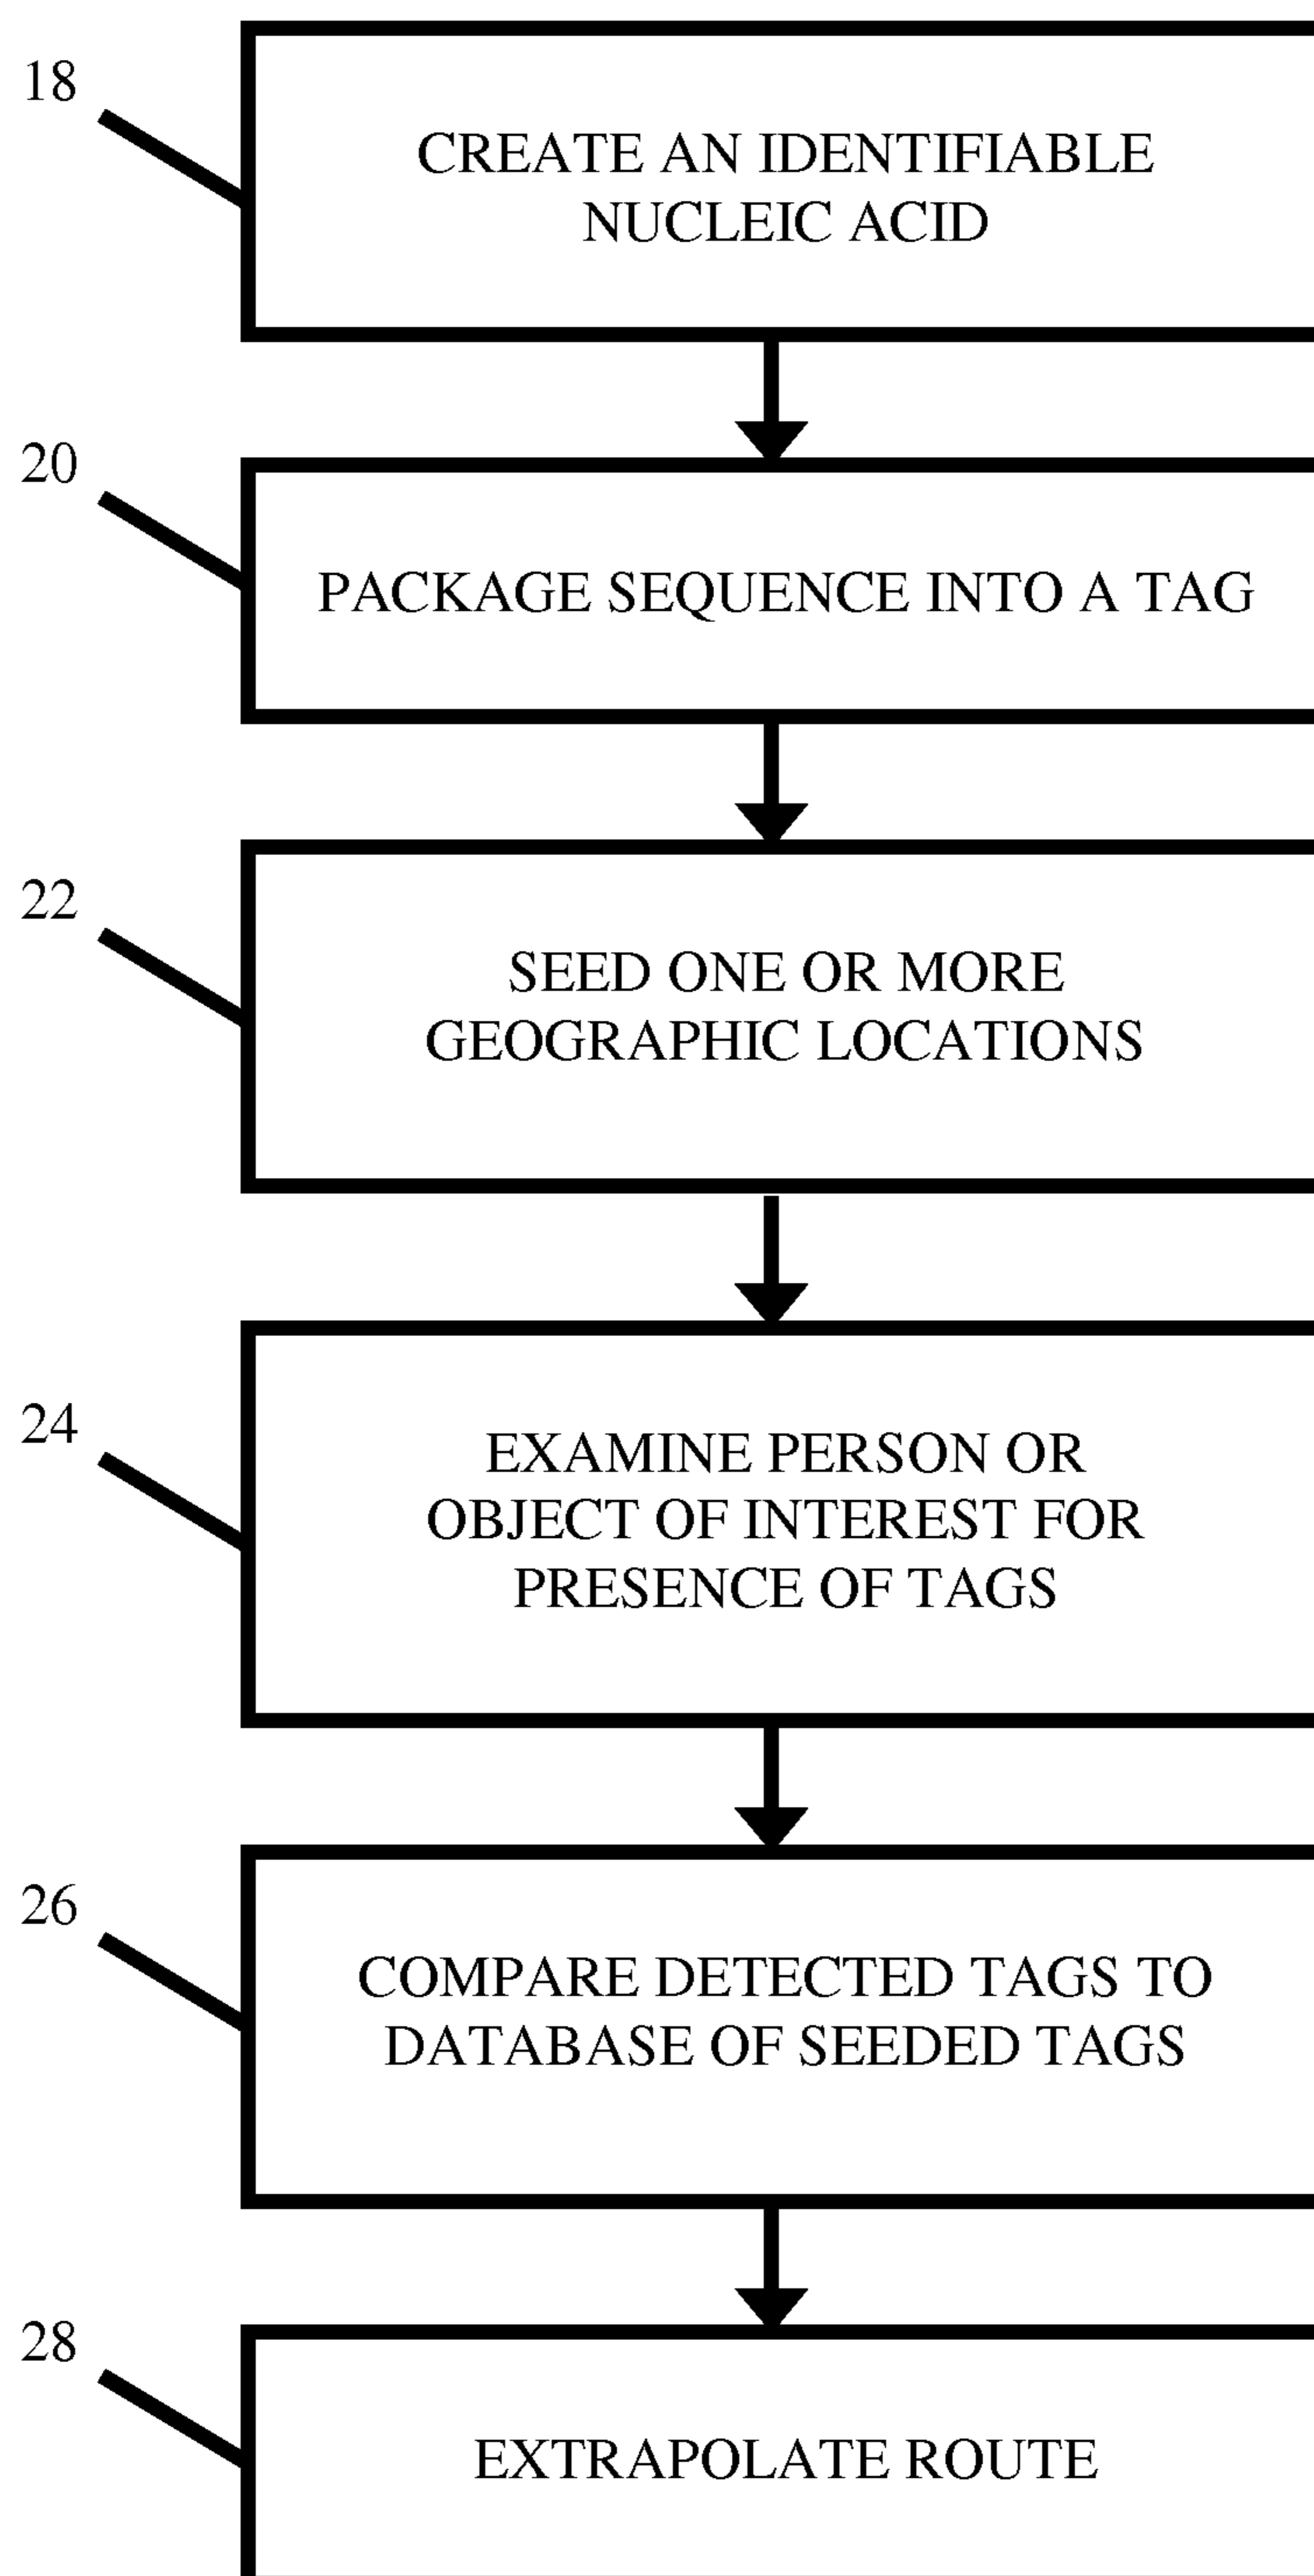 18
CREATE AN IDENTIFIABLE
NUCLEIC ACID
20
PACKAGE SEQUENCE INTO A TAG
22
SEED ONE OR MORE
GEOGRAPHIC LOCATIONS
24
EXAMINE PERSON OR
OBJECT OF INTEREST FOR
PRESENCE OF TAGS
26
COMPARE DETECTED TAGS TO
DATABASE OF SEEDED TAGS
28
EXTRAPOLATE ROUTE